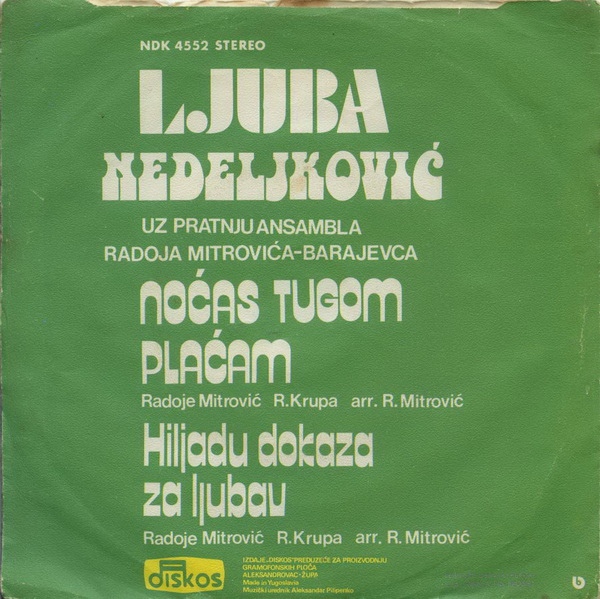 NDK 4552 STEREO
LJUBA
NEDELJKOVIĆ
UZ PRATNJU ANSAMBLA
RADOJA MITROVIĆA-BARAJEVCA
NOĆAS TUGOM
PLAĆAM
Radoje Mitrović R.Krupa arr. R. Mitrović
Hiljadu dokaza
za ljubav
Radoje Mitrović R.Krupa arr. R. Mitrović
diskos
IZDAJE „DISKOS" PREDUZEĆE ZA PROIZVODNJU
GRAMOFONSKIH PLOČA
ALEKSANDROVAC-ŽUPA
Made in Yugoslavia
Muzički urednik Aleksandar Pilipenko
b